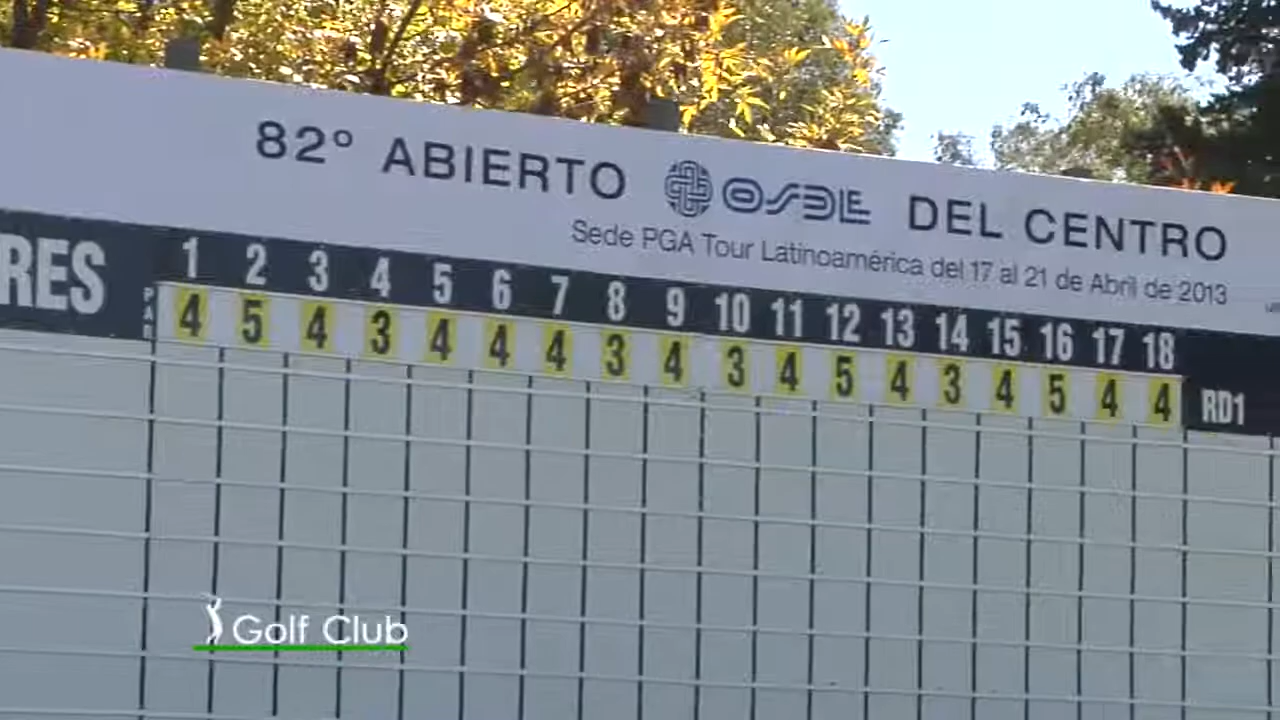 82º ABIERTO OSDE DEL CENTRO
Sede PGA Tour Latinoamérica del 17 al 21 de Abril de 2013
RES 1 2 3 4 5 6 7 8 9 10 11 12 13 14 15 16 17 18
PAR 4 5 4 3 4 4 4 3 4 3 4 5 4 3 4 5 4 4 RD1
Golf Club